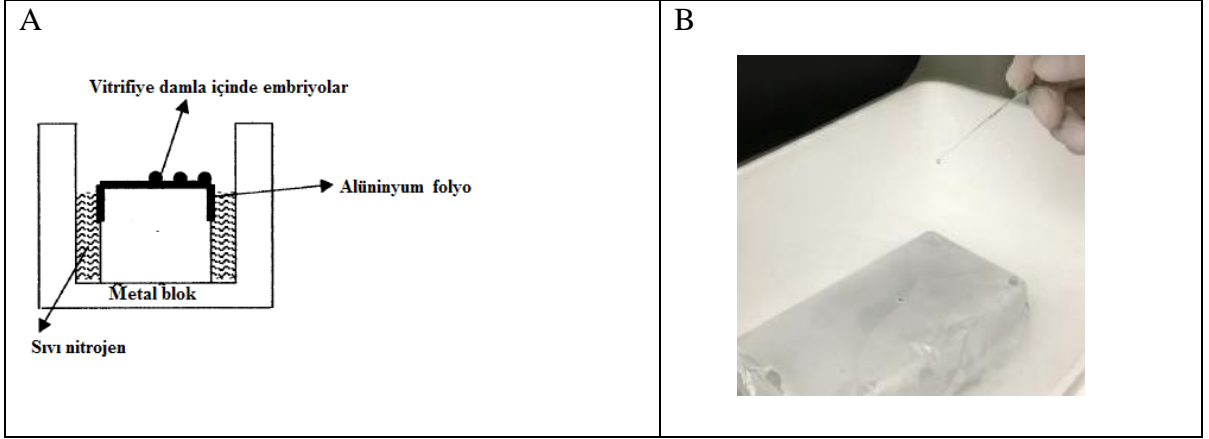 A
Vitrifiye damla içinde embriyolar
Alüninyum folyo
Metal blok
Sıvı nitrojen
B